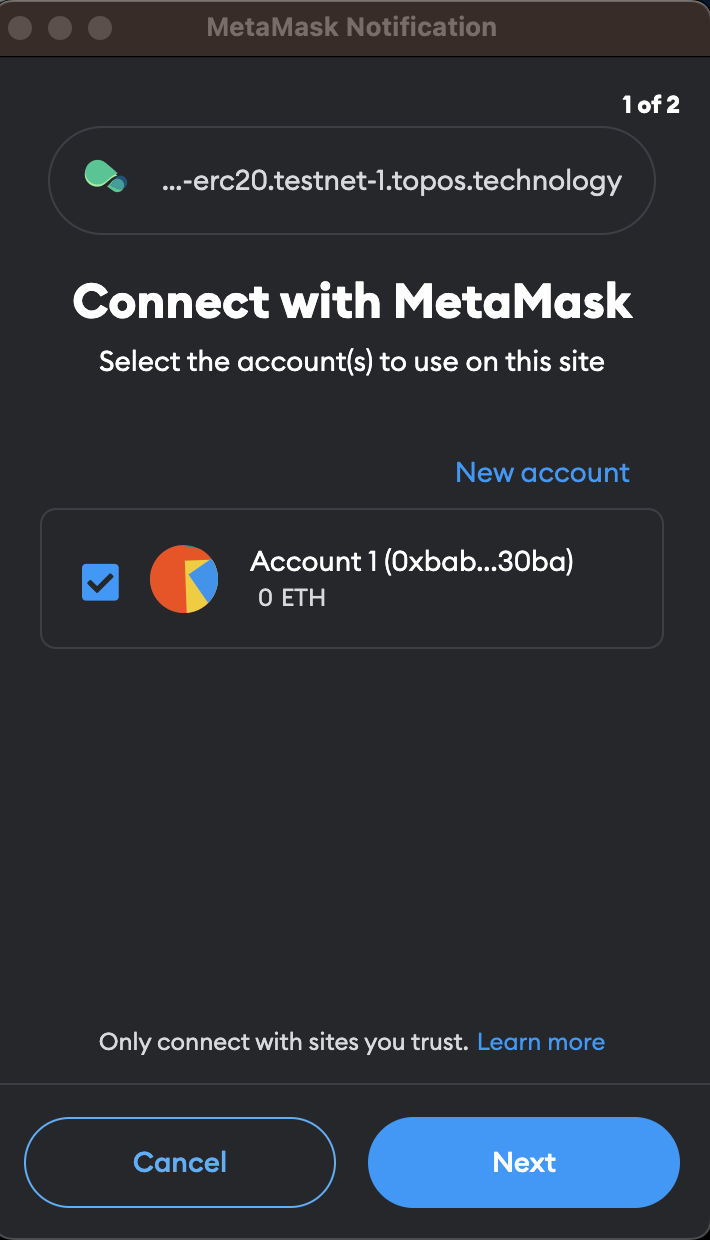 MetaMask Notification
1 of 2
...-erc20.testnet-1.topos.technology
Connect with MetaMask
Select the account(s) to use on this site
New account
Account 1 (0xbab...30ba)
0 ETH
Only connect with sites you trust. Learn more
Cancel
Next